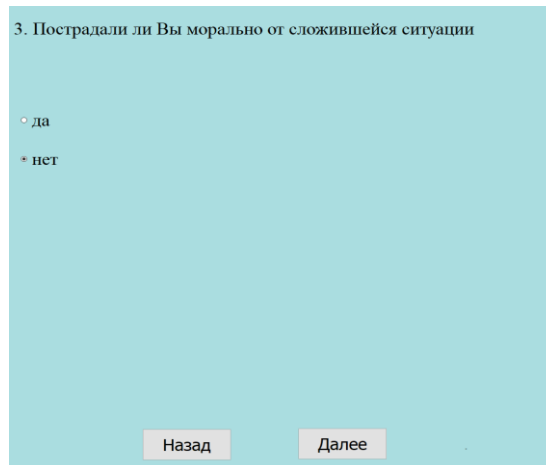 3. Пострадали ли Вы морально от сложившейся ситуации
да
нет
Назад
Далее